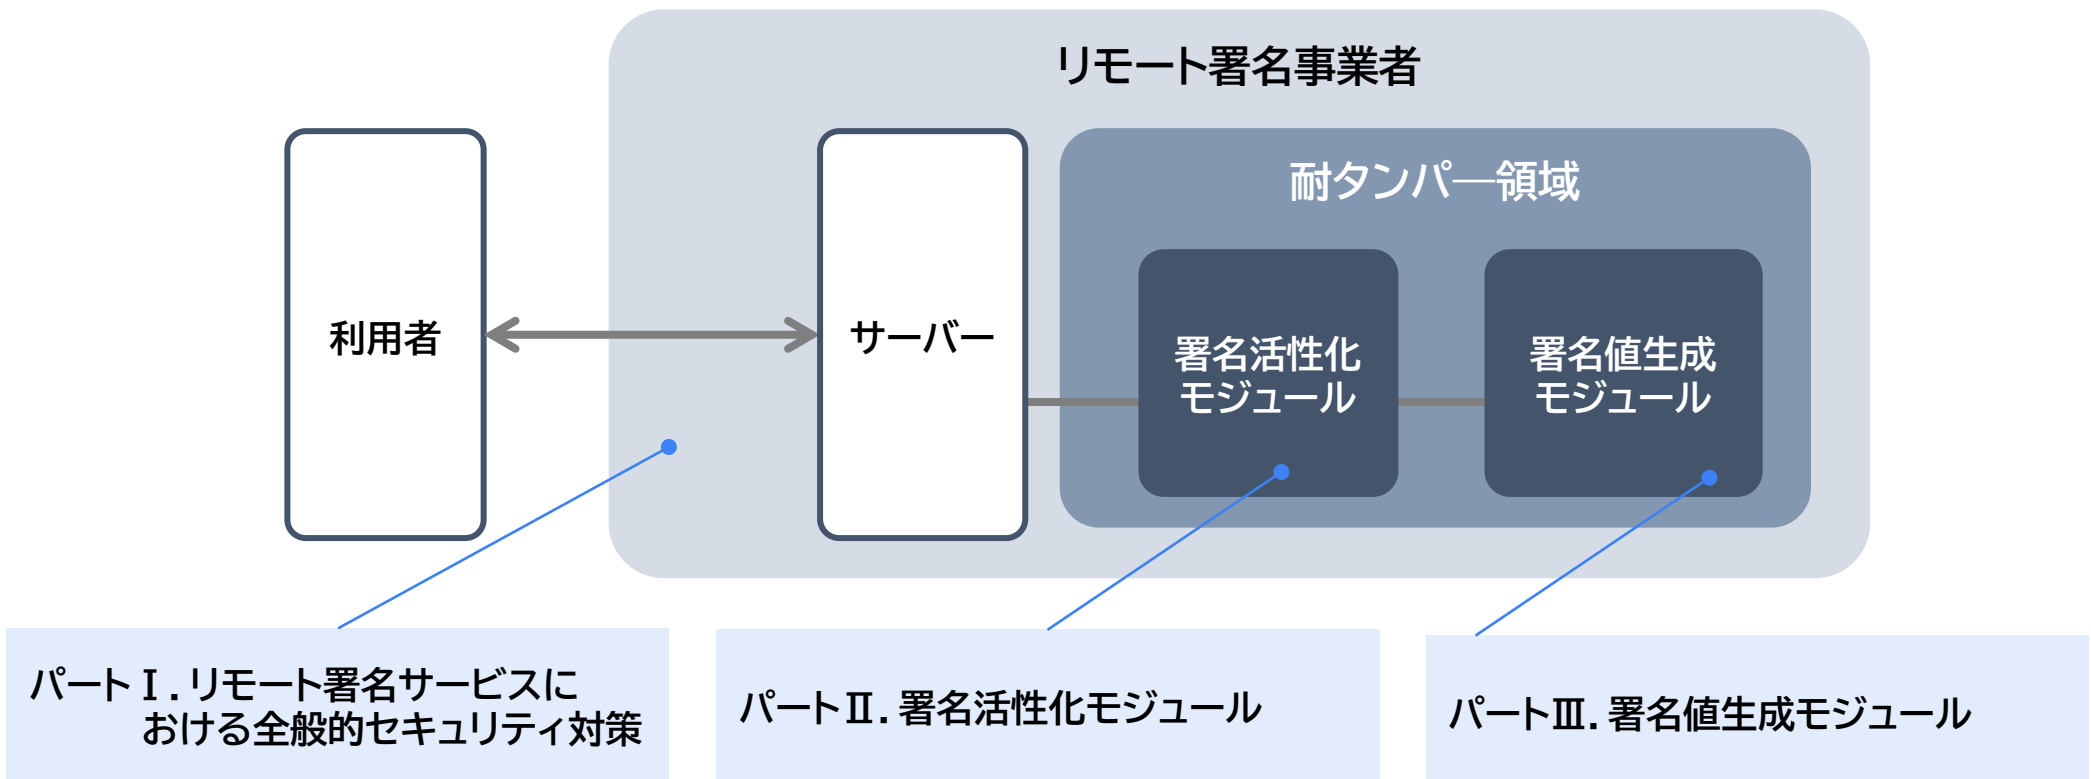 リモート署名事業者
耐タンパ―領域
利用者
サーバー
署名活性化
モジュール
署名値生成
モジュール
パートⅠ. リモート署名サービスに
おける全般的セキュリティ対策
パートⅡ. 署名活性化モジュール
パートⅢ. 署名値生成モジュール